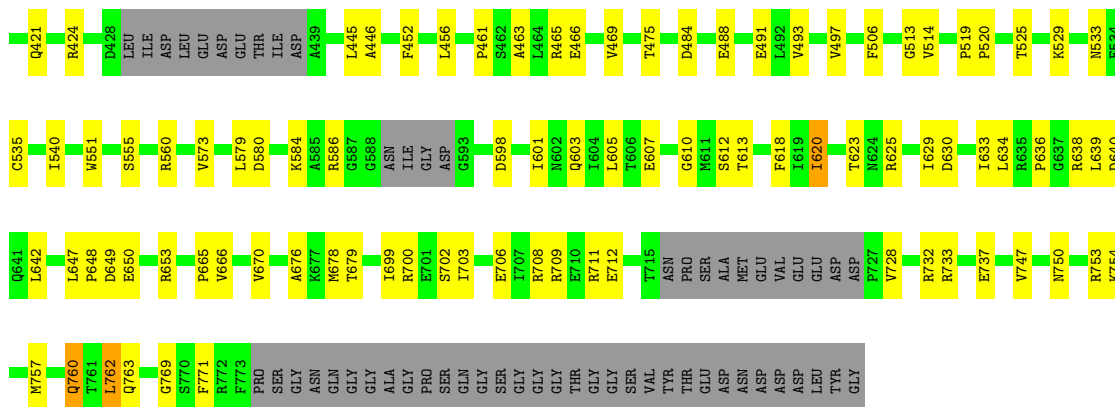 Q421 R424 D428 LEU ILE ASP LEU GLU ASP GLU THR ILE ASP A439 L445 A446 F452 L456 P461 S462 A463 L464 R465 E466 V469 T475 D484 E488 E491 L492 V493 V497 F506 G513 V514 P519 P520 T525 K529 N533 E534
C535 I540 W551 S555 R560 V573 L579 D580 K584 A585 R586 G587 G588 ASN ILE GLY ASP G593 D598 I601 N602 Q603 I604 L605 T606 E607 G610 M611 S612 T613 F618 I619 I620 T623 N624 R625 I629 D630 I633 L634 R635 P636 G637 R638 L639 D640
Q641 L642 L647 P648 D649 E650 R653 P665 V666 V670 A676 K677 M678 T679 I699 R700 E701 S702 I703 E706 I707 R708 R709 E710 R711 E712 T715 ASN PRO SER ALA MET GLU VAL GLU GLU ASP ASP P727 V728 R732 R733 E737 V747 N750 R753 K754
M757 Q760 T761 L762 Q763 G769 S770 F771 R772 F773 PRO SER GLY ASN GLN GLY GLY ALA GLY PRO SER GLN GLY SER GLY GLY GLY THR GLY GLY SER VAL TYR THR GLU ASP ASN ASP ASP ASP LEU TYR GLY